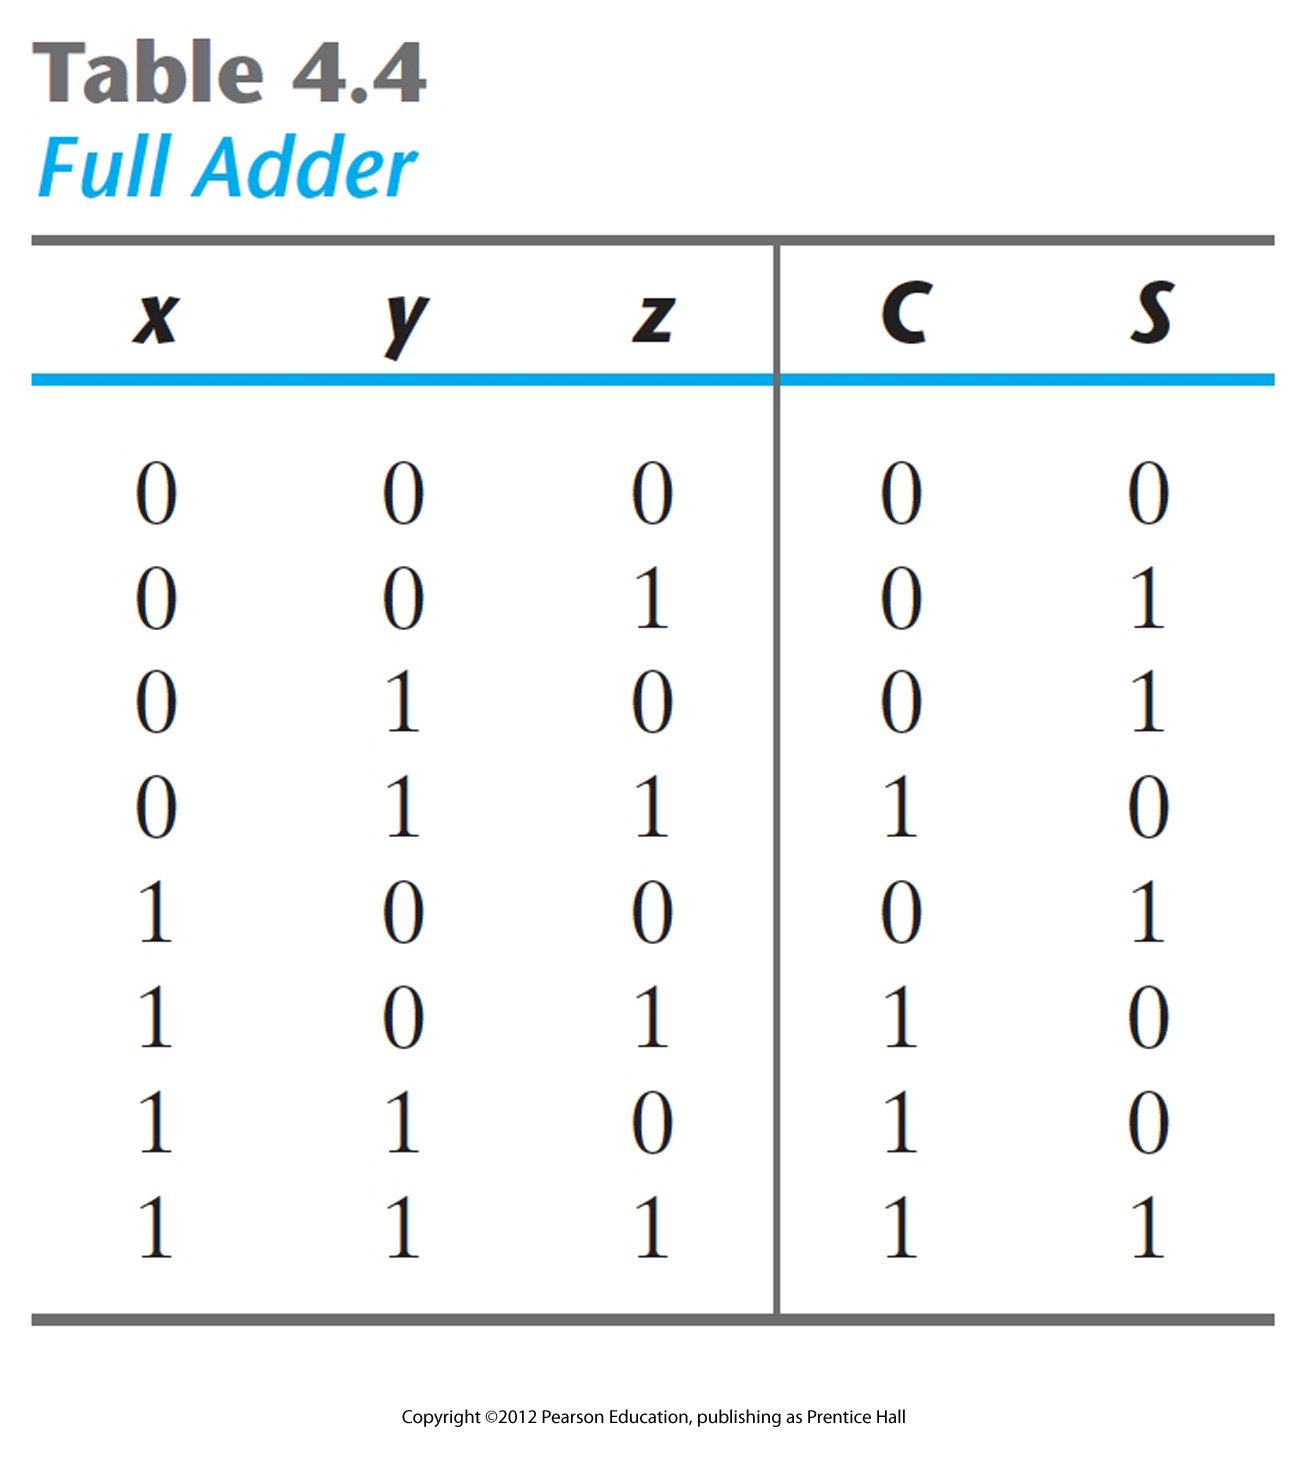 Table 4.4
Full Adder
x y z C S
0 0 0 0 0
0 0 1 0 1
0 1 0 0 1
0 1 1 1 0
1 0 0 0 1
1 0 1 1 0
1 1 0 1 0
1 1 1 1 1
Copyright ©2012 Pearson Education, publishing as Prentice Hall